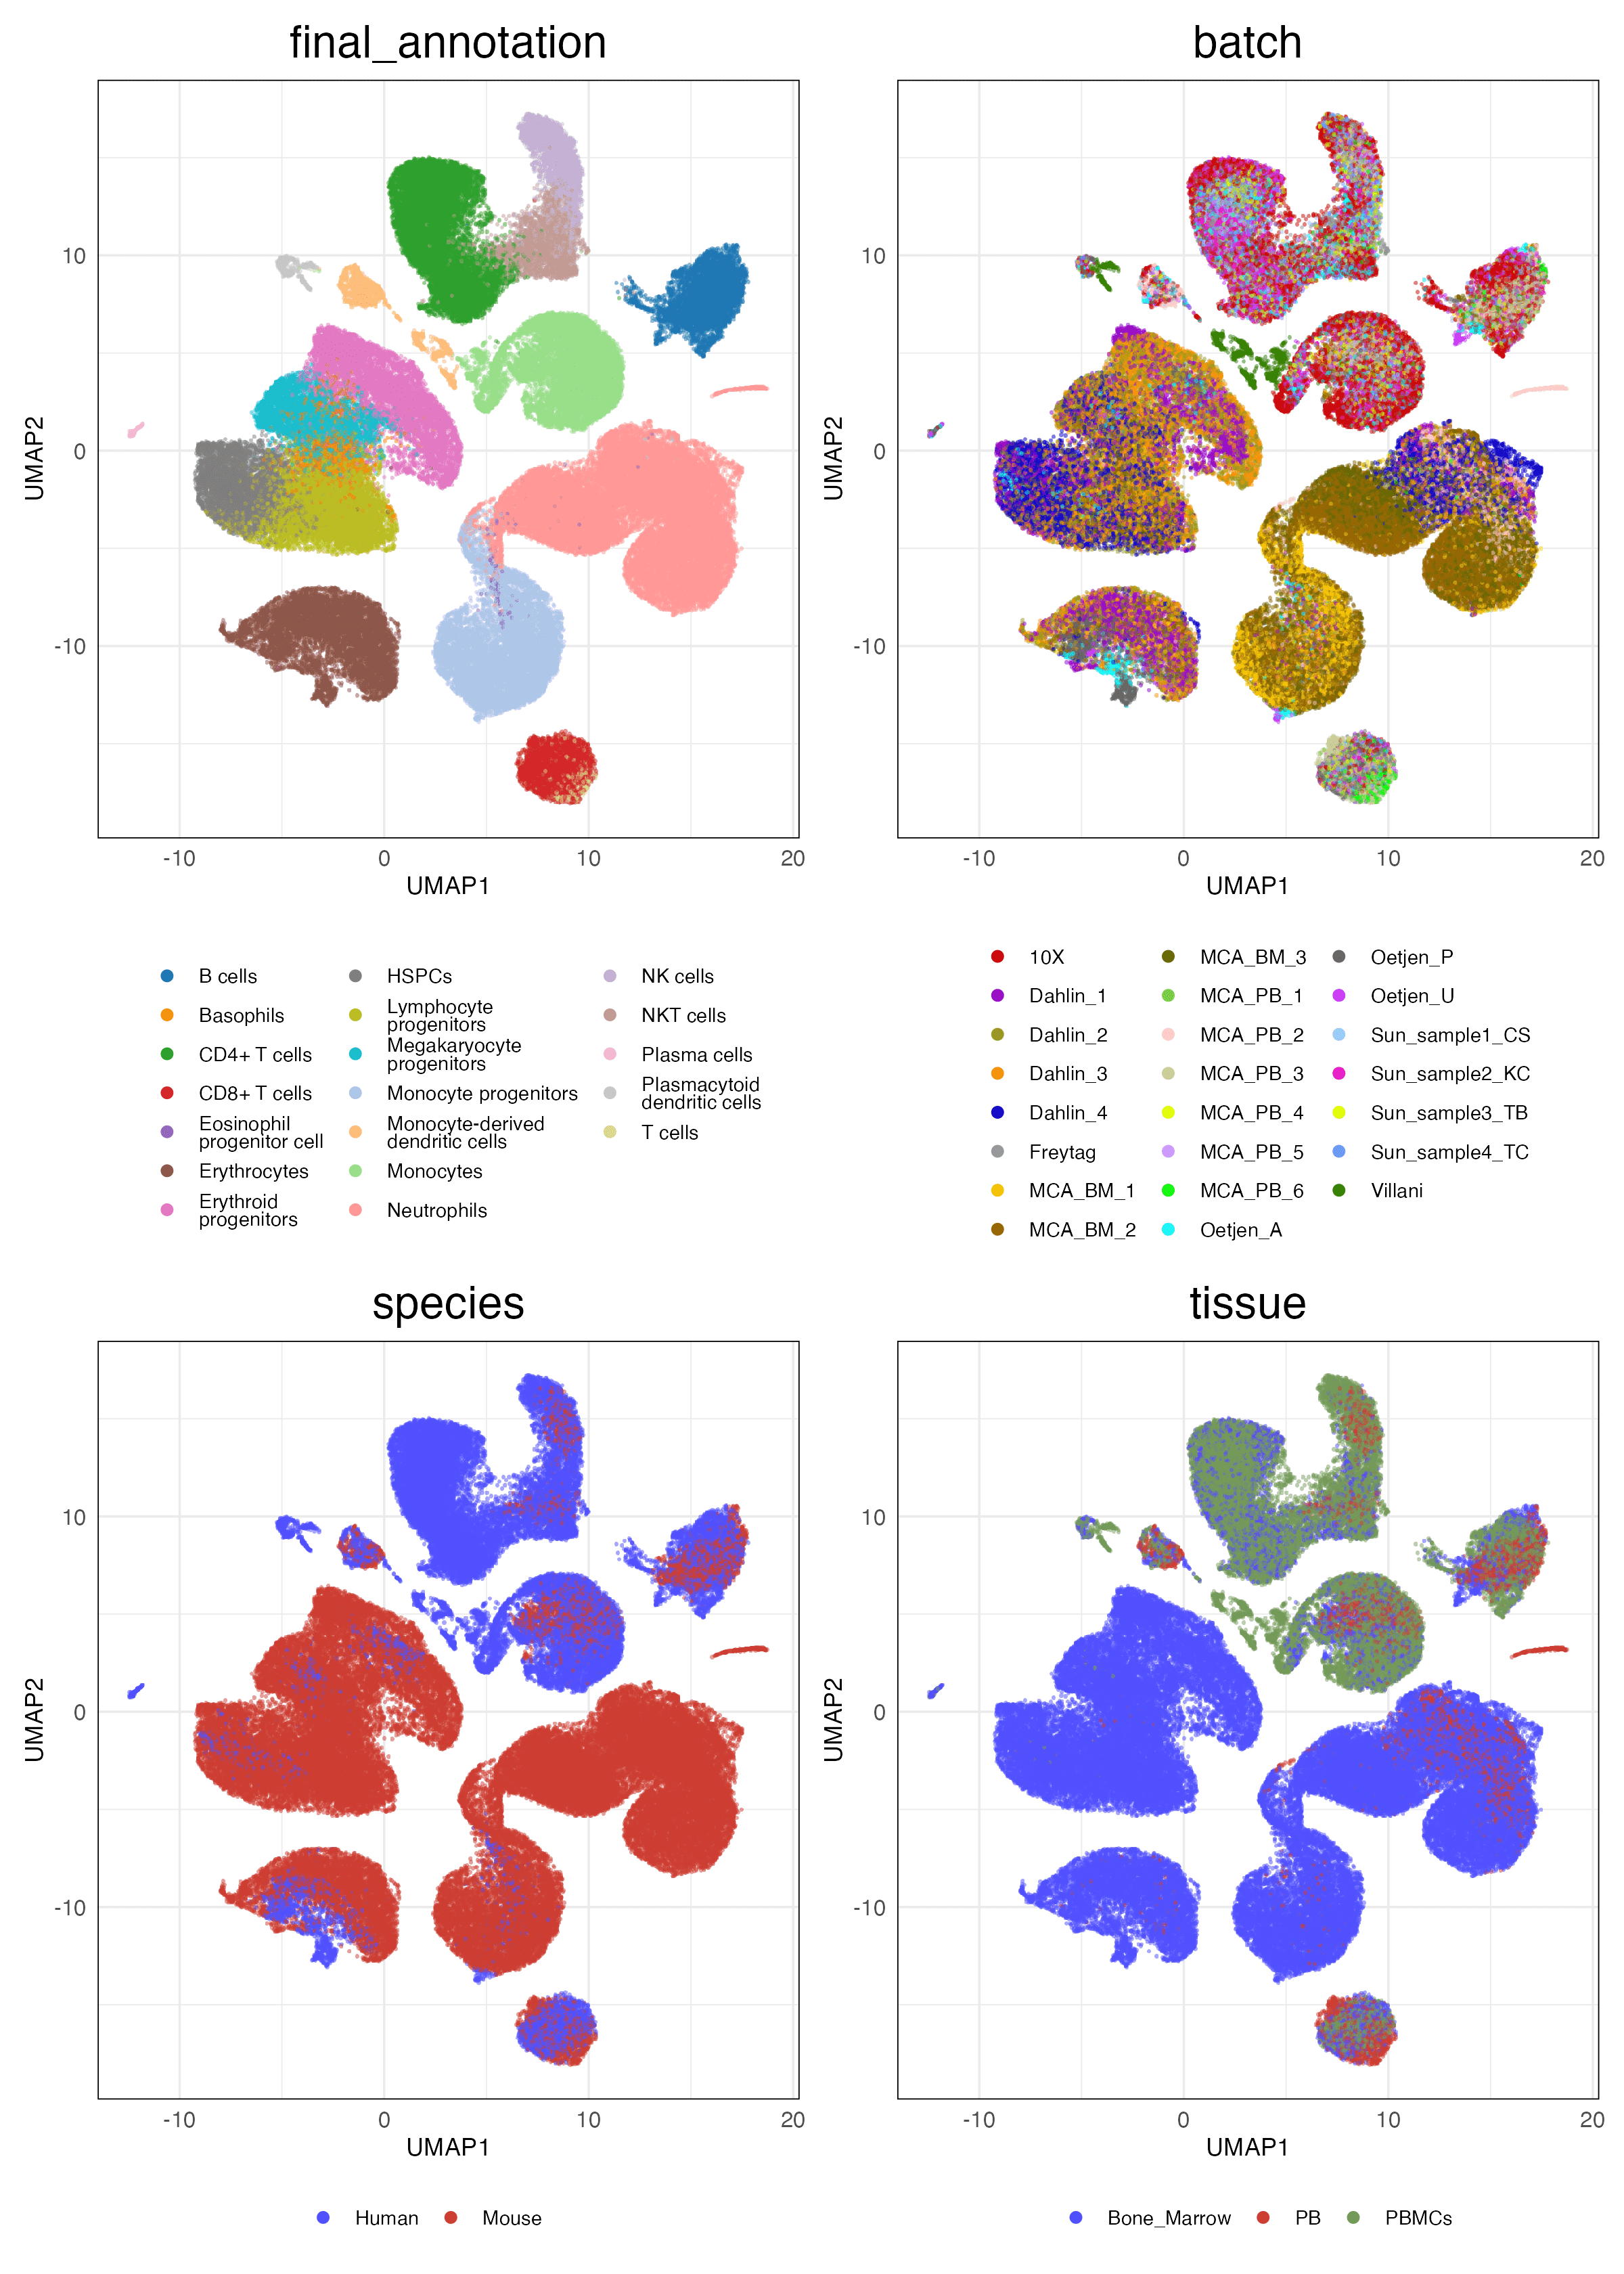 final_annotation
batch
10
0
-10
UMAP2
-10
0
10
20
UMAP1
UMAP2
-10
0
10
20
UMAP1
B cells
Basophils
CD4+ T cells
CD8+ T cells
Eosinophil
progenitor cell
Erythrocytes
Erythroid
progenitors
HSPCs
Lymphocyte
progenitors
Megakaryocyte
progenitors
Monocyte progenitors
Monocyte-derived
dendritic cells
Monocytes
Neutrophils
NK cells
NKT cells
Plasma cells
Plasmacytoid
dendritic cells
T cells
10
0
-10
10X
Dahlin_1
Dahlin_2
Dahlin_3
Dahlin_4
Freytag
MCA_BM_1
MCA_BM_2
MCA_BM_3
MCA_PB_1
MCA_PB_2
MCA_PB_3
MCA_PB_4
MCA_PB_5
MCA_PB_6
Oetjen_A
Oetjen_P
Oetjen_U
Sun_sample1_CS
Sun_sample2_KC
Sun_sample3_TB
Sun_sample4_TC
Villani
species
tissue
10
0
-10
UMAP2
-10
0
10
20
UMAP1
Human
Mouse
10
0
-10
UMAP2
-10
0
10
20
UMAP1
Bone_Marrow
PB
PBMCs